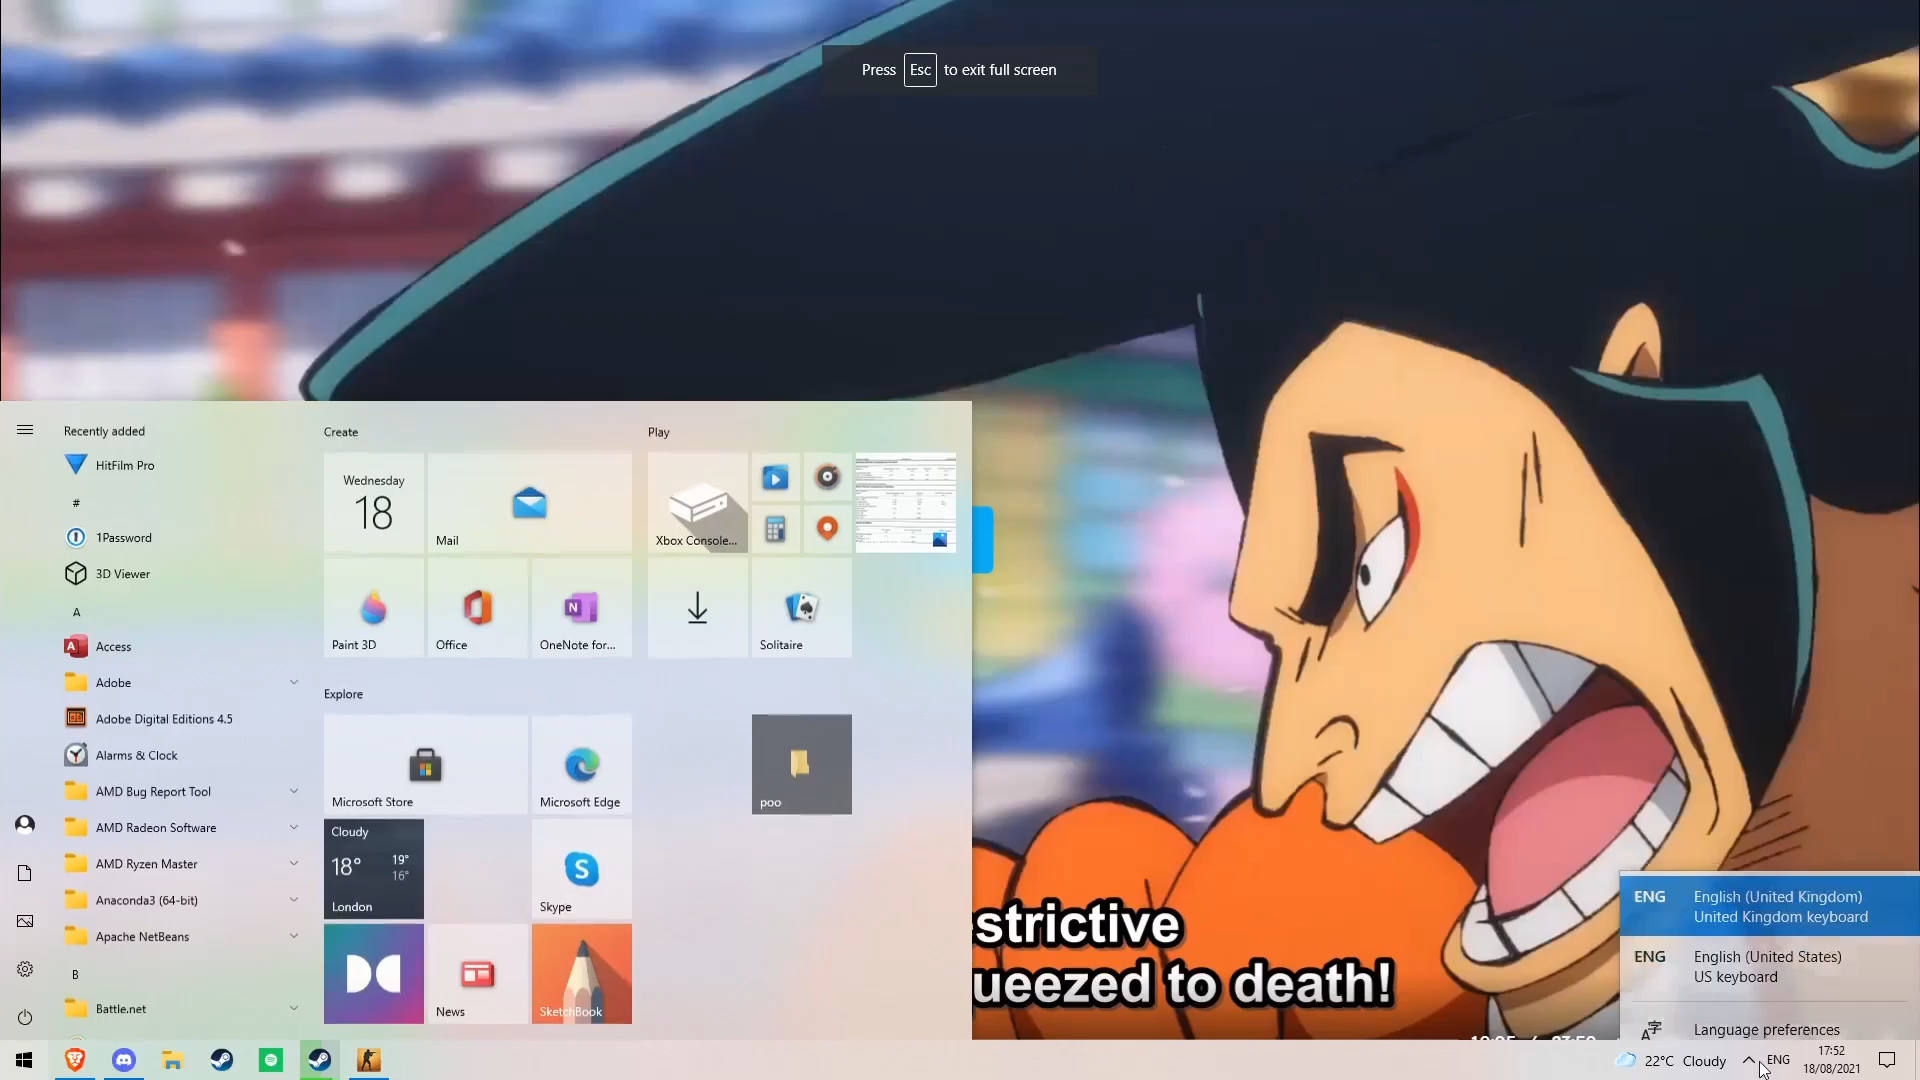 Press Esc to exit full screen
Recently added
HitFilm Pro
#
1Password
3D Viewer
A
Access
Adobe
Adobe Digital Editions 4.5
Alarms & Clock
AMD Bug Report Tool
AMD Radeon Software
AMD Ryzen Master
Anaconda3 (64-bit)
Apache NetBeans
B
Battle.net
Create
Wednesday
18
Mail
Paint 3D
Office
OneNote for...
Play
Xbox Console...
Solitaire
Explore
Microsoft Store
Microsoft Edge
poo
Cloudy
18°
19°
16°
London
Skype
News
SketchBook
estrictive
ueezed to death!
ENG English (United Kingdom)
United Kingdom keyboard
ENG English (United States)
US keyboard
Language preferences
22°C Cloudy
ENG
17:52
18/08/2021